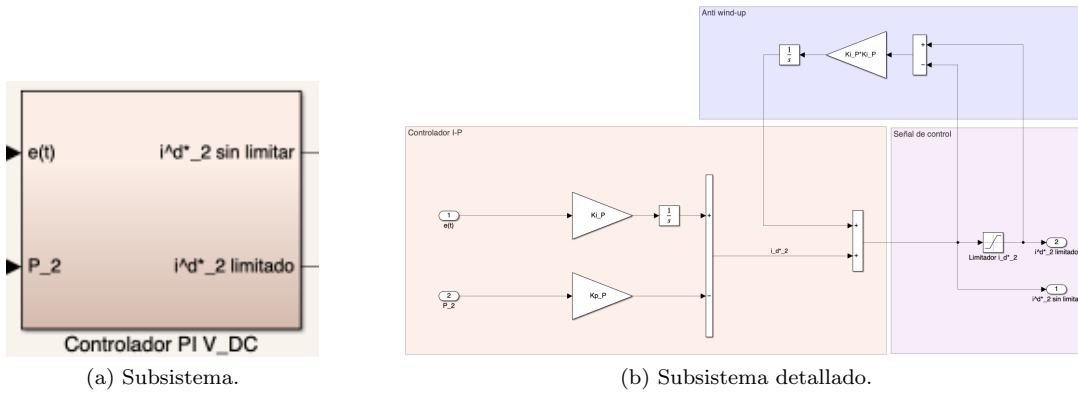 e(t)
i^d*_2 sin limitar
P_2
i^d*_2 limitado
Controlador PI V_DC
(a) Subsistema.
Anti wind-up
1
s
Ki_P*Ki_P
+
−
Controlador I-P
1
e(t)
Ki_P
1
s
+
2
P_2
Kp_P
−
i_d*_2
+
+
Señal de control
Limitador i_d*_2
2
i^d*_2 limitado
1
i^d*_2 sin limita
(b) Subsistema detallado.